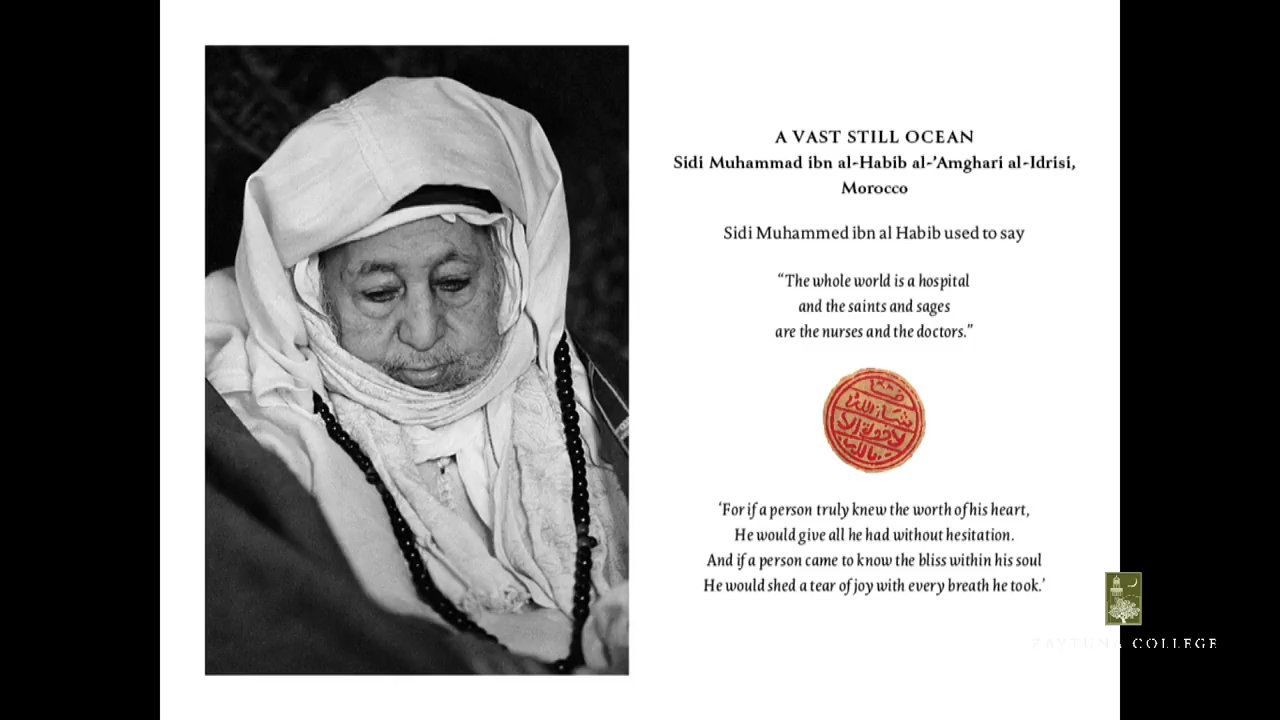 A VAST STILL OCEAN
Sidi Muhammad ibn al-Habib al-’Amghari al-Idrisi,
Morocco
Sidi Muhammed ibn al Habib used to say
“The whole world is a hospital
and the saints and sages
are the nurses and the doctors.”
لا قوة إلا
بالله
‘For if a person truly knew the worth of his heart,
He would give all he had without hesitation.
And if a person came to know the bliss within his soul
He would shed a tear of joy with every breath he took.’
ZAYTUNA COLLEGE